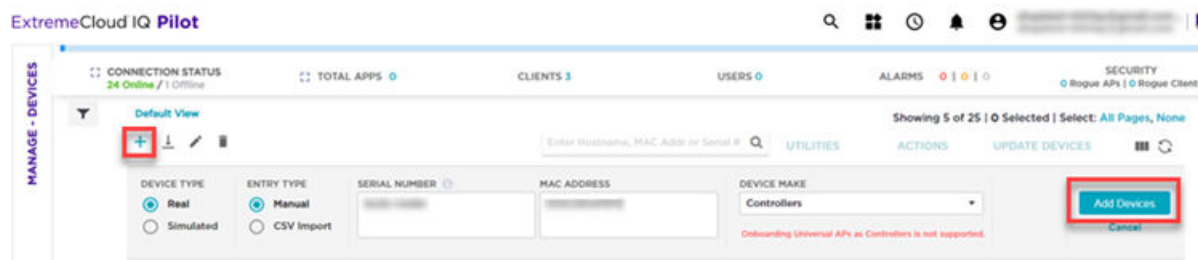 ExtremeCloud IQ Pilot
MANAGE - DEVICES
CONNECTION STATUS
24 Online / 1 Offline
TOTAL APPS 0
CLIENTS 3
USERS 0
ALARMS 0 | 0 | 0
SECURITY
0 Rogue APs | 0 Rogue Client
Default View
Showing 5 of 25 | 0 Selected | Select: All Pages, None
Enter Hostname, MAC Addr or Serial #
UTILITIES
ACTIONS
UPDATE DEVICES
DEVICE TYPE
Real
Simulated
ENTRY TYPE
Manual
CSV Import
SERIAL NUMBER
MAC ADDRESS
DEVICE MAKE
Controllers
Onboarding Universal APs as Controllers is not supported.
Add Devices
Cancel